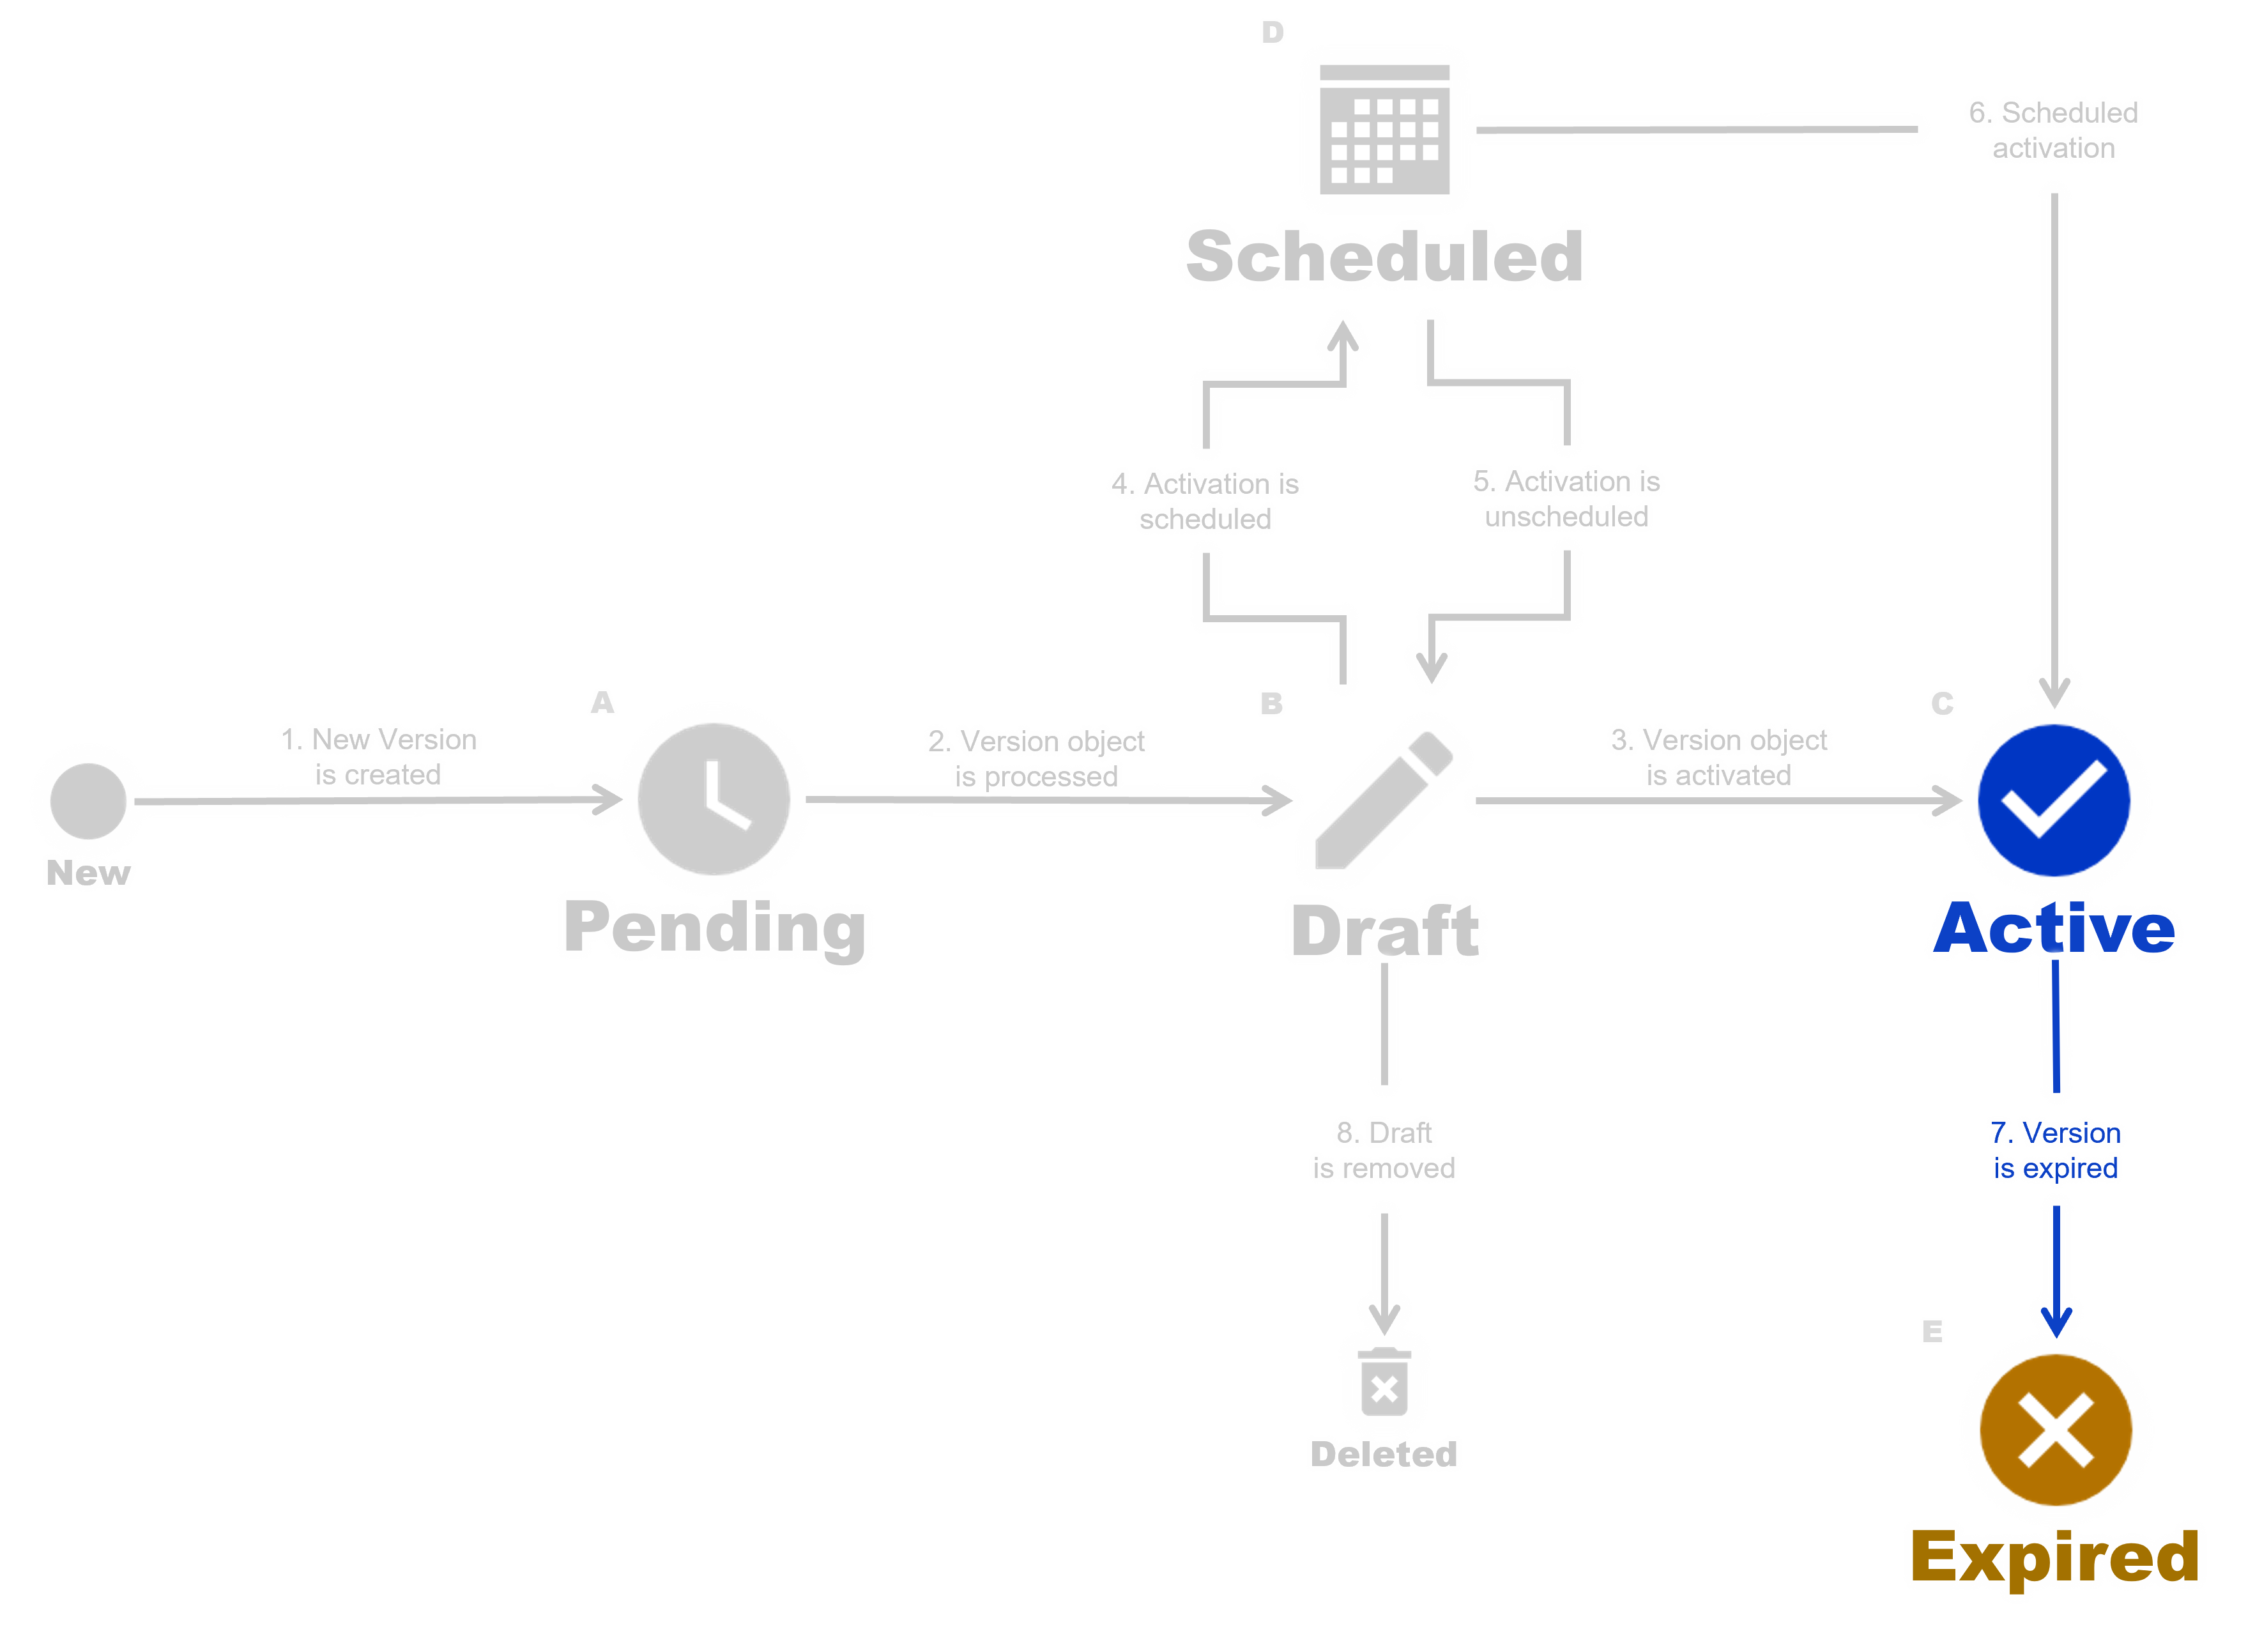 D
6. Scheduled
activation
Scheduled
4. Activation is
scheduled
5. Activation is
unscheduled
A
B
C
1. New Version
is created
2. Version object
is processed
3. Version object
is activated
New
Pending
Draft
Active
8. Draft
is removed
7. Version
is expired
E
Deleted
Expired